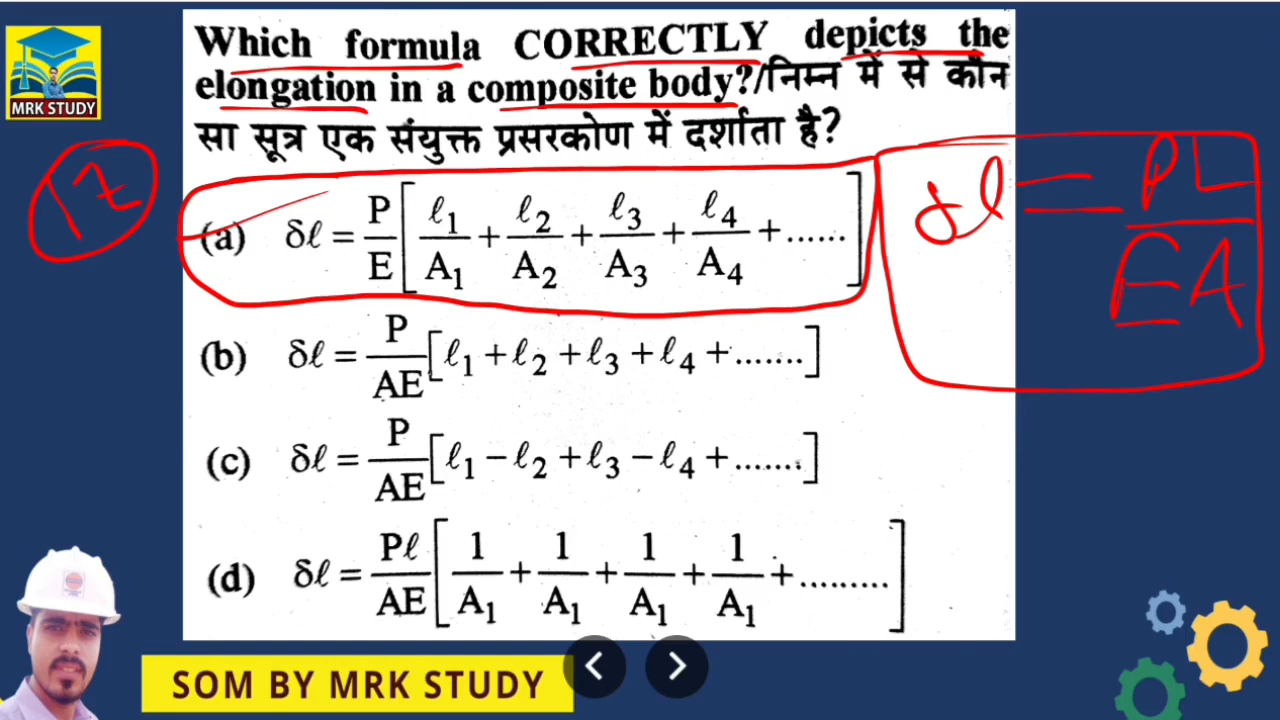 MRK STUDY
Which formula CORRECTLY depicts the
elongation in a composite body?/निम्न में से कौन
सा सूत्र एक संयुक्त प्रसरकोण में दर्शाता है?
17
(a) δℓ = P/E [ℓ1/A1 + ℓ2/A2 + ℓ3/A3 + ℓ4/A4 + ......]
δl = PL/EA
(b) δℓ = P/AE [ℓ1 + ℓ2 + ℓ3 + ℓ4 + .......]
(c) δℓ = P/AE [ℓ1 − ℓ2 + ℓ3 − ℓ4 + .......]
(d) δℓ = Pℓ/AE [1/A1 + 1/A1 + 1/A1 + 1/A1 + .........]
SOM BY MRK STUDY